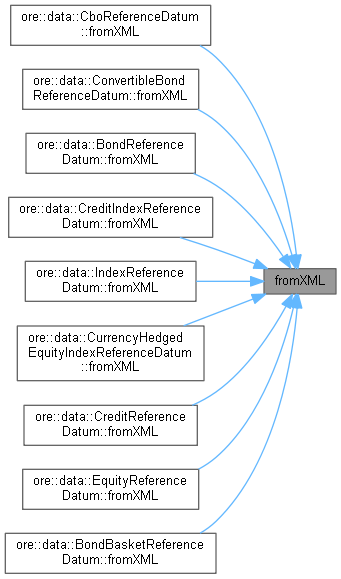 ore::data::CboReferenceDatum
::fromXML
ore::data::ConvertibleBond
ReferenceDatum::fromXML
ore::data::BondReference
Datum::fromXML
ore::data::CreditIndexReference
Datum::fromXML
ore::data::IndexReference
Datum::fromXML
fromXML
ore::data::CurrencyHedged
EquityIndexReferenceDatum
::fromXML
ore::data::CreditReference
Datum::fromXML
ore::data::EquityReference
Datum::fromXML
ore::data::BondBasketReference
Datum::fromXML